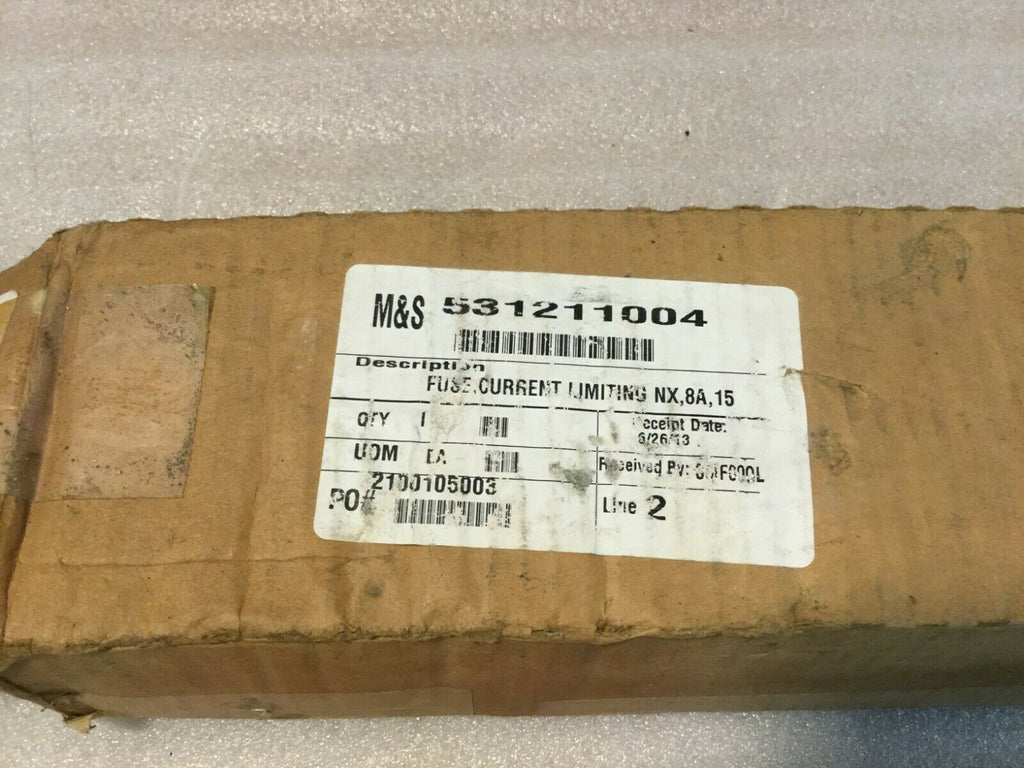 M&S 531211004
Description
FUSE,CURRENT LIMITING NX,8A,15
QTY
Receipt Date:
UOM EA
Received By:
PO# 2100105003
Line 2